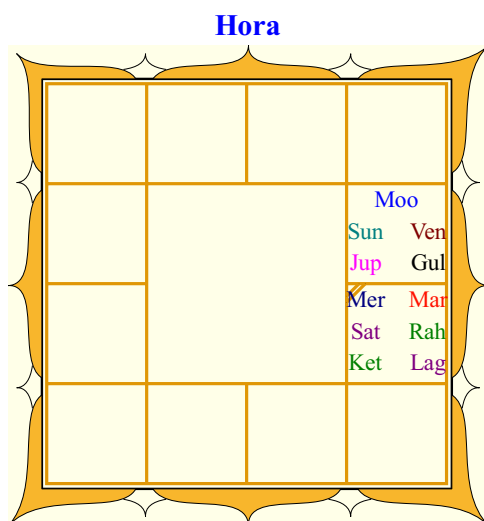 Hora
Moo
Sun Ven
Jup Gul
Mer Mar
Sat Rah
Ket Lag